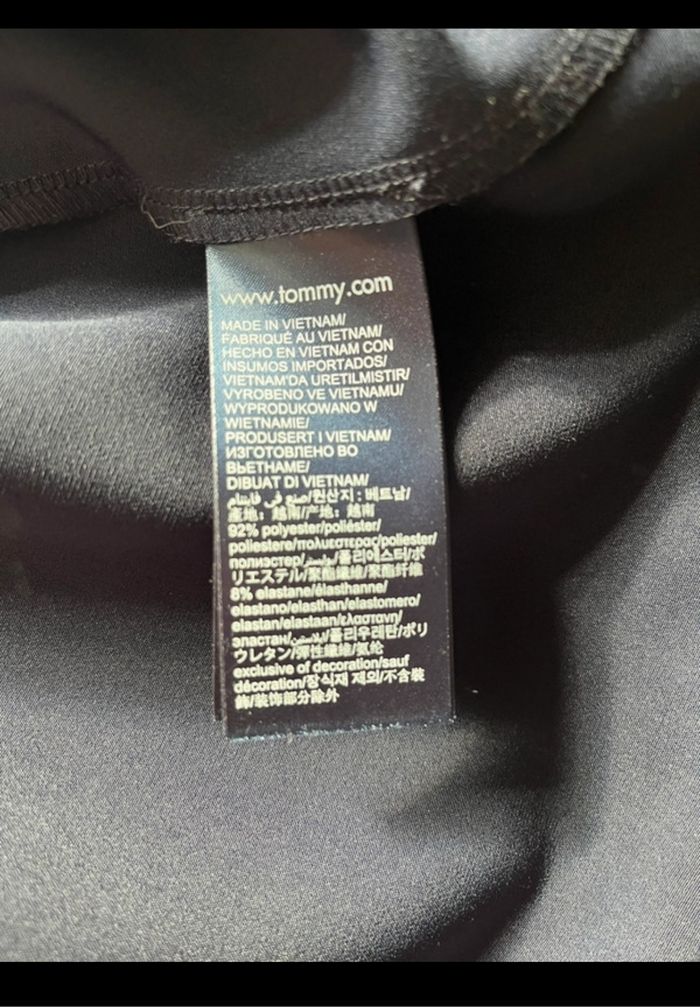 www.tommy.com
MADE IN VIETNAM/
FABRIQUÉ AU VIETNAM/
HECHO EN VIETNAM CON
INSUMOS IMPORTADOS/
VIETNAM'DA URETILMISTIR/
VYROBENO VE VIETNAMU/
WYPRODUKOWANO W
WIETNAMIE/
PRODUSERT I VIETNAM/
ИЗГОТОВЛЕНО ВО
ВЬЕТНАМЕ/
DIBUAT DI VIETNAM/
صنع في فايتنام/원산지 : 베트남/
產地：越南/产地：越南
92% polyester/poliéster/
poliestere/πολυεστερας/poliester/
полиэстер/بوليستر/폴리에스터/ポ
リエステル/聚酯纖維/聚酯纤维
8% elastane/élasthanne/
elastano/elasthan/elastomero/
elastan/elastaan/ελαστανη/
эластан/إيلاستين/폴리우레탄/ポリ
ウレタン/彈性纖維/氨纶
exclusive of decoration/sauf
décoration/장식재 제외/不含裝
飾/装饰部分除外